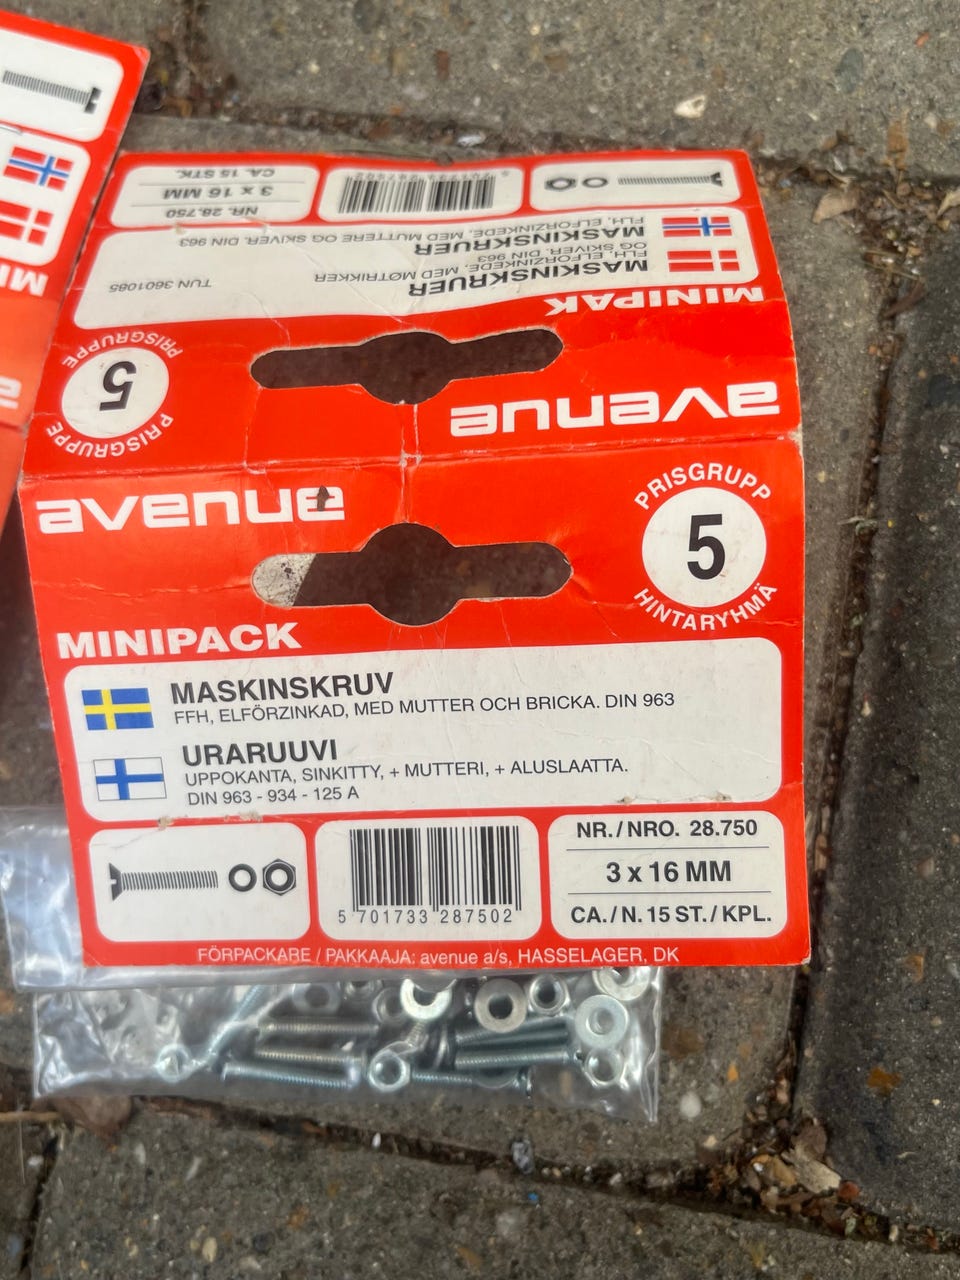 CA. 15 STK.
3 x 16 MM
NR. 28.750
FLH, ELFORZINKEDE, MED MUTTERE OG SKIVER. DIN 963
MASKINSKRUER
OG SKIVER. DIN 963
FLH, ELFORZINKEDE, MED MØTRIKKER
MASKINSKRUER
TUN 3601085
MINIPAK
PRISGRUPPE
5
PRISGRUPPE
avenue
avenue
PRISGRUPP
5
HINTARYHMÄ
MINIPACK
MASKINSKRUV
FFH, ELFÖRZINKAD, MED MUTTER OCH BRICKA. DIN 963
URARUUVI
UPPOKANTA, SINKITTY, + MUTTERI, + ALUSLAATTA.
DIN 963 - 934 - 125 A
5 701733 287502
NR./NRO. 28.750
3 x 16 MM
CA./N. 15 ST./KPL.
FÖRPACKARE / PAKKAAJA: avenue a/s, HASSELAGER, DK